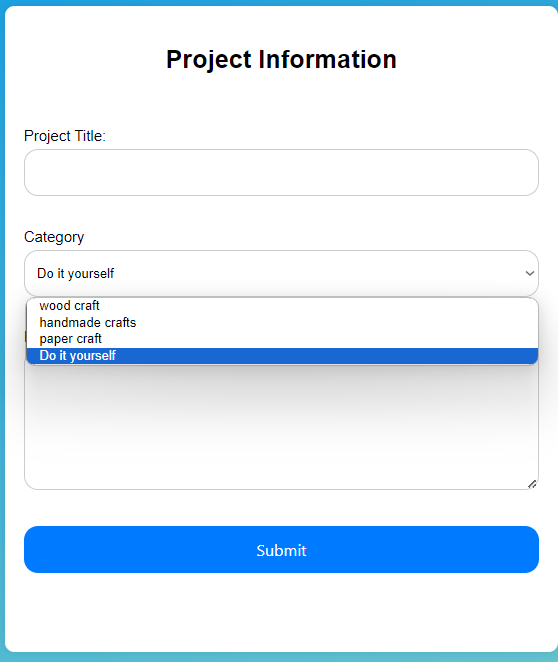 Project Information
Project Title:
Category
Do it yourself
wood craft
handmade crafts
paper craft
Do it yourself
Submit